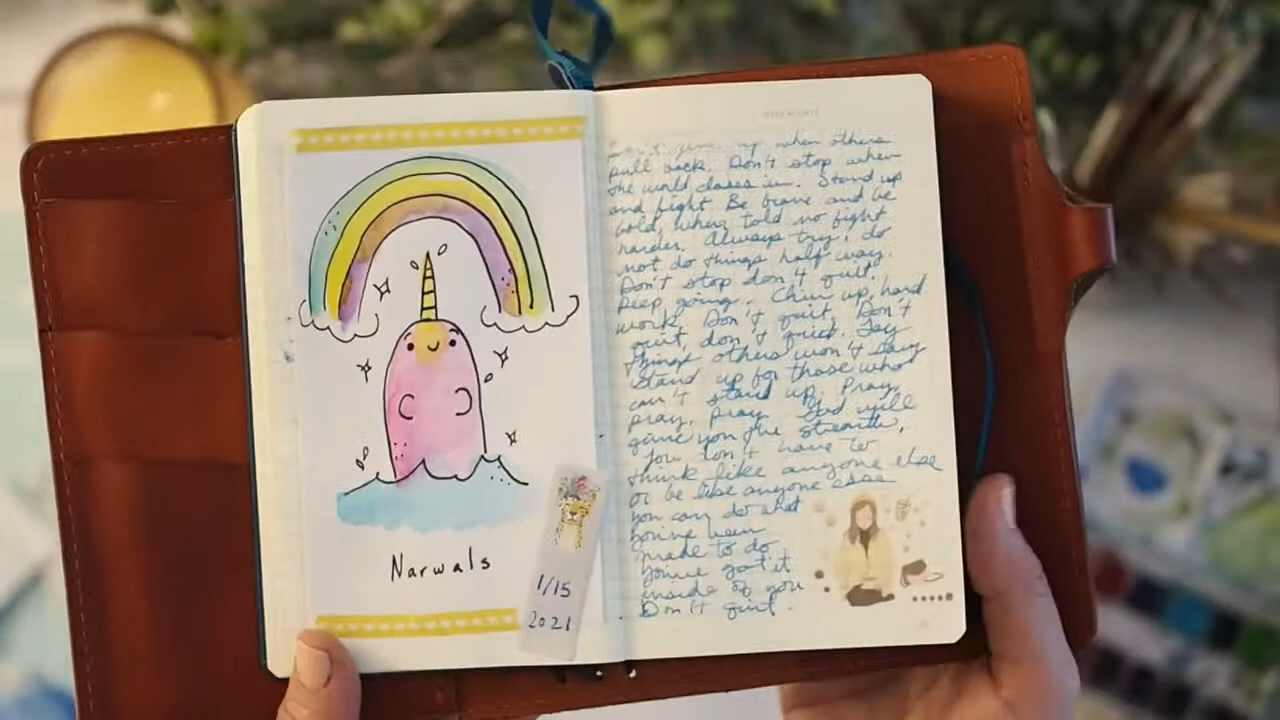 Narwals
1/15
2021
when others
pull back. Don't stop when
the world closes in. Stand up
and fight Be brave and be
bold, when told no fight
harder. Always try, do
not do things half way.
Don't stop don't quit.
Keep going. Chin up, hard
work. Don't quit. Don't
quit, don't quit. Say
things others won't say
stand up for those who
can't stand up. Pray,
pray, pray. God will
give you the strength,
You don't have to
think like anyone else
or be like anyone else
you can do what
you've been
made to do
you've got it
inside of you
Don't quit.